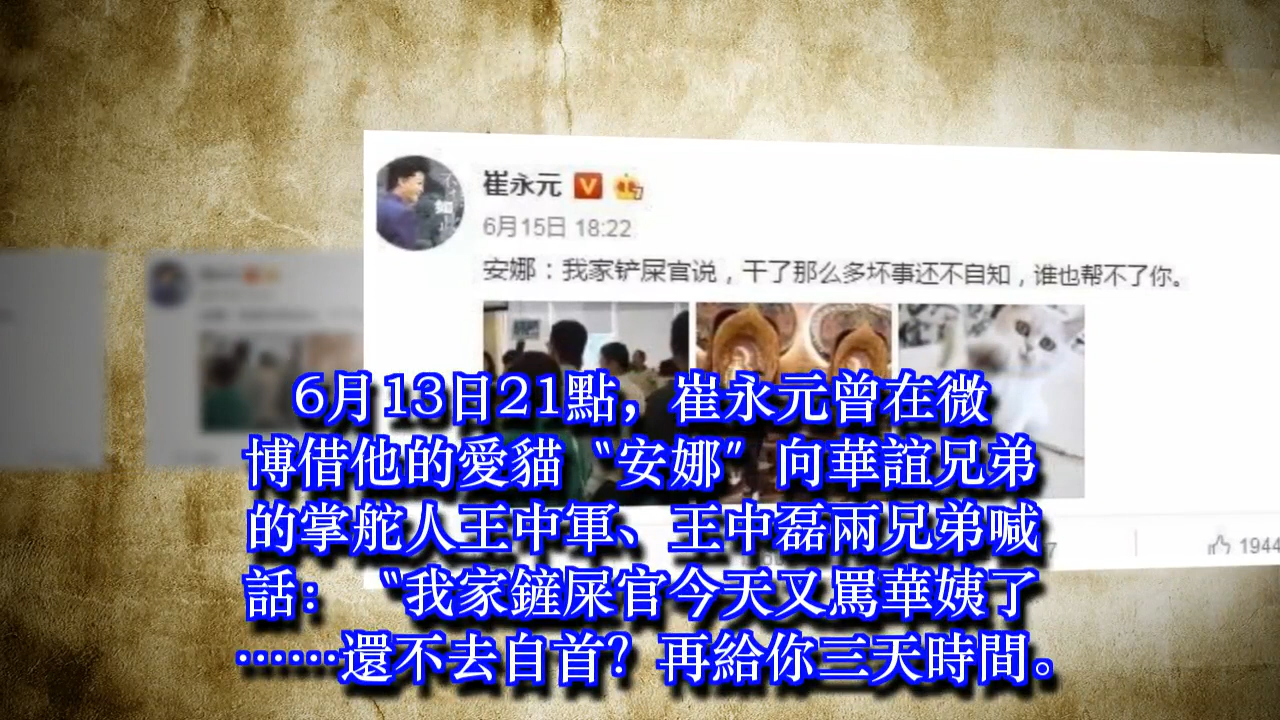 崔永元
6月15日 18:22
安娜：我家铲屎官说，干了那么多坏事还不自知，谁也帮不了你。
1944
6月13日21點，崔永元曾在微
博借他的愛貓〝安娜〞向華誼兄弟
的掌舵人王中軍、王中磊兩兄弟喊
話：〝我家鏟屎官今天又罵華姨了
……還不去自首？再給你三天時間。